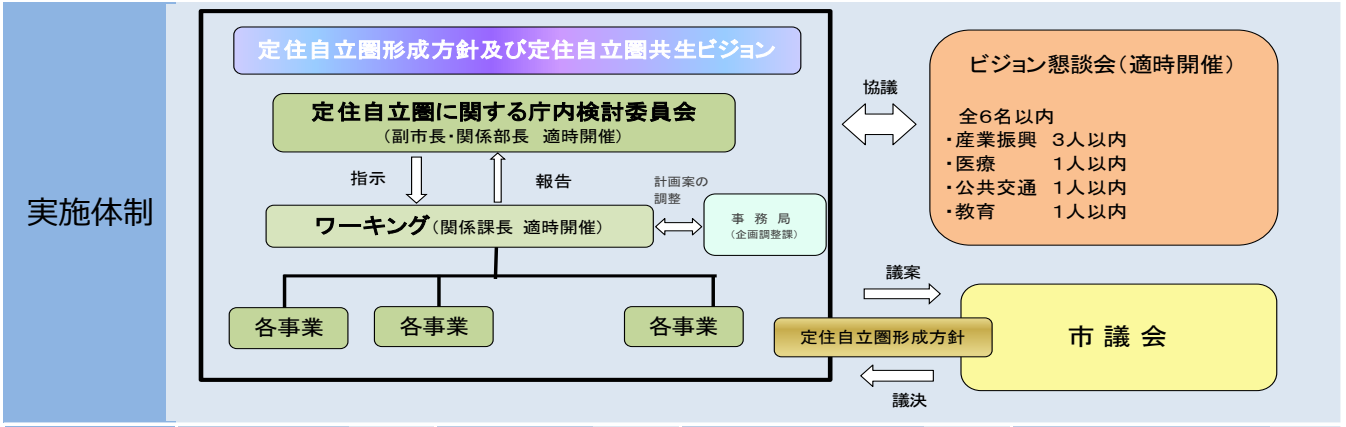 実施体制
定住自立圏形成方針及び定住自立圏共生ビジョン
定住自立圏に関する庁内検討委員会
(副市長・関係部長 適時開催)
指示
報告
計画案の
調整
ワーキング(関係課長 適時開催)
事 務 局
(企画調整課)
各事業
各事業
各事業
協議
ビジョン懇談会(適時開催)
全6名以内
・産業振興 3人以内
・医療 1人以内
・公共交通 1人以内
・教育 1人以内
議案
定住自立圏形成方針
市 議 会
議決